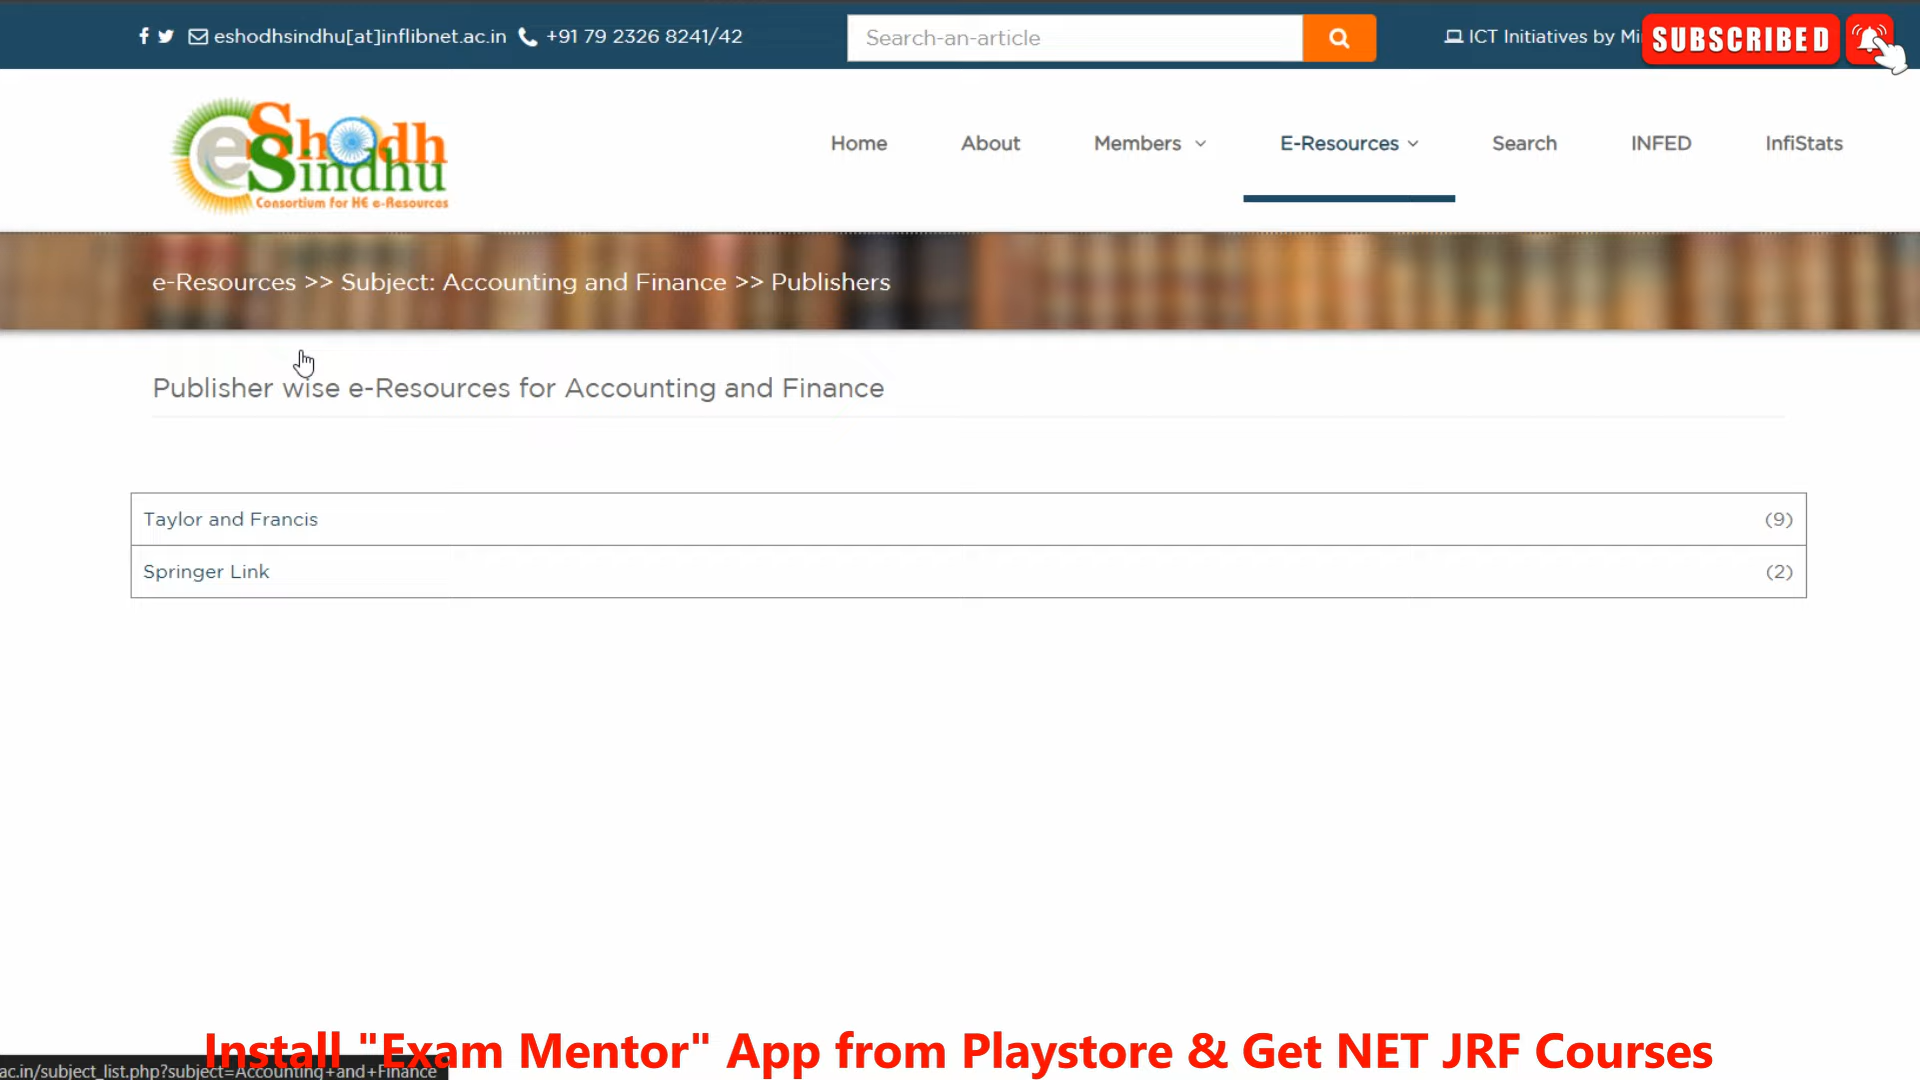 eshodhsindhu[at]inflibnet.ac.in +91 79 2326 8241/42
Search-an-article
ICT Initiatives by
SUBSCRIBED
eShodh Sindhu
Consortium for HE e-Resources
Home About Members E-Resources Search INFED InfiStats
e-Resources >> Subject: Accounting and Finance >> Publishers
Publisher wise e-Resources for Accounting and Finance
Taylor and Francis (9)
Springer Link (2)
Install "Exam Mentor" App from Playstore & Get NET JRF Courses
ac.in/subject_list.php?subject=Accounting+and+Finance